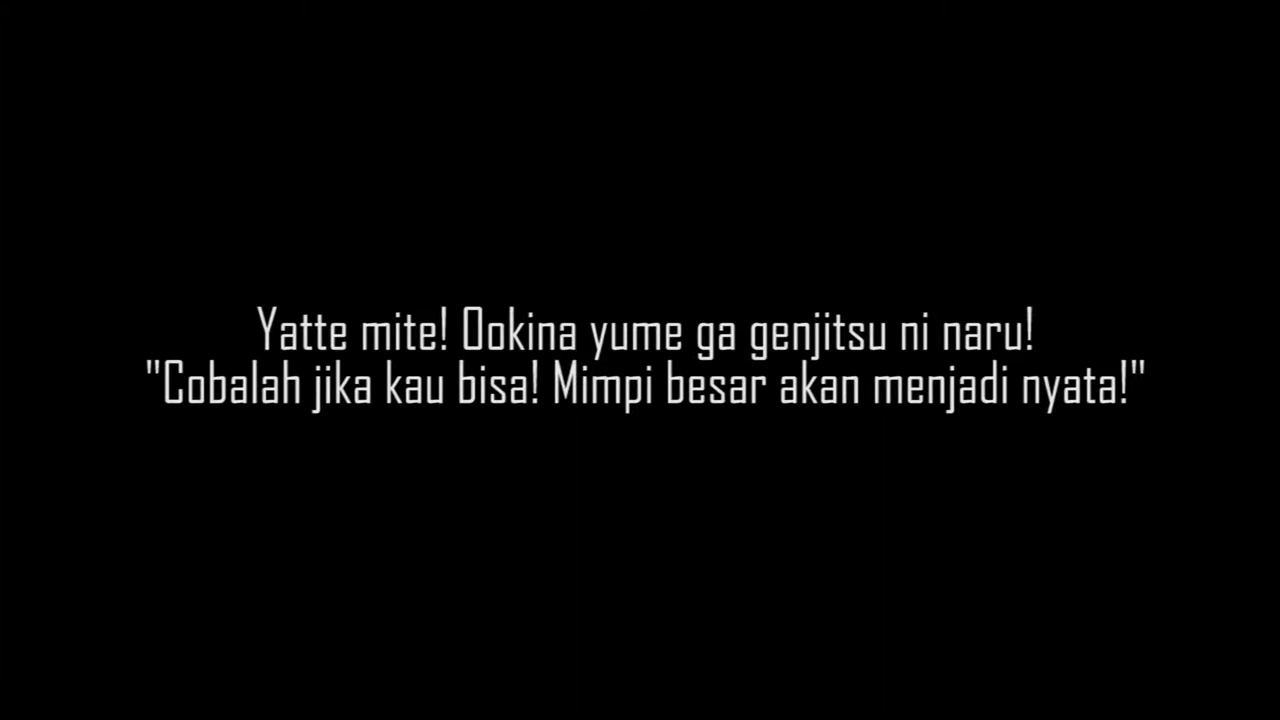 Yatte mite! Ookina yume ga genjitsu ni naru!
"Cobalah jika kau bisa! Mimpi besar akan menjadi nyata!"